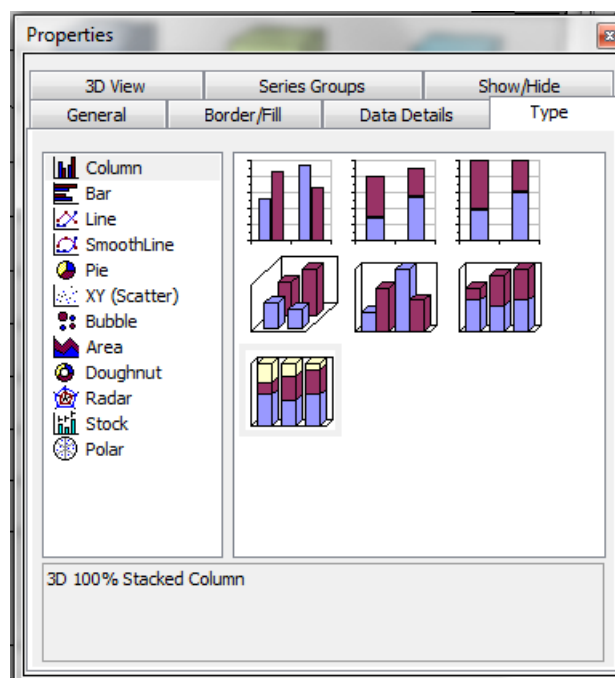 Properties
3D View
Series Groups
Show/Hide
General
Border/Fill
Data Details
Type
Column
Bar
Line
SmoothLine
Pie
XY (Scatter)
Bubble
Area
Doughnut
Radar
Stock
Polar
3D 100% Stacked Column